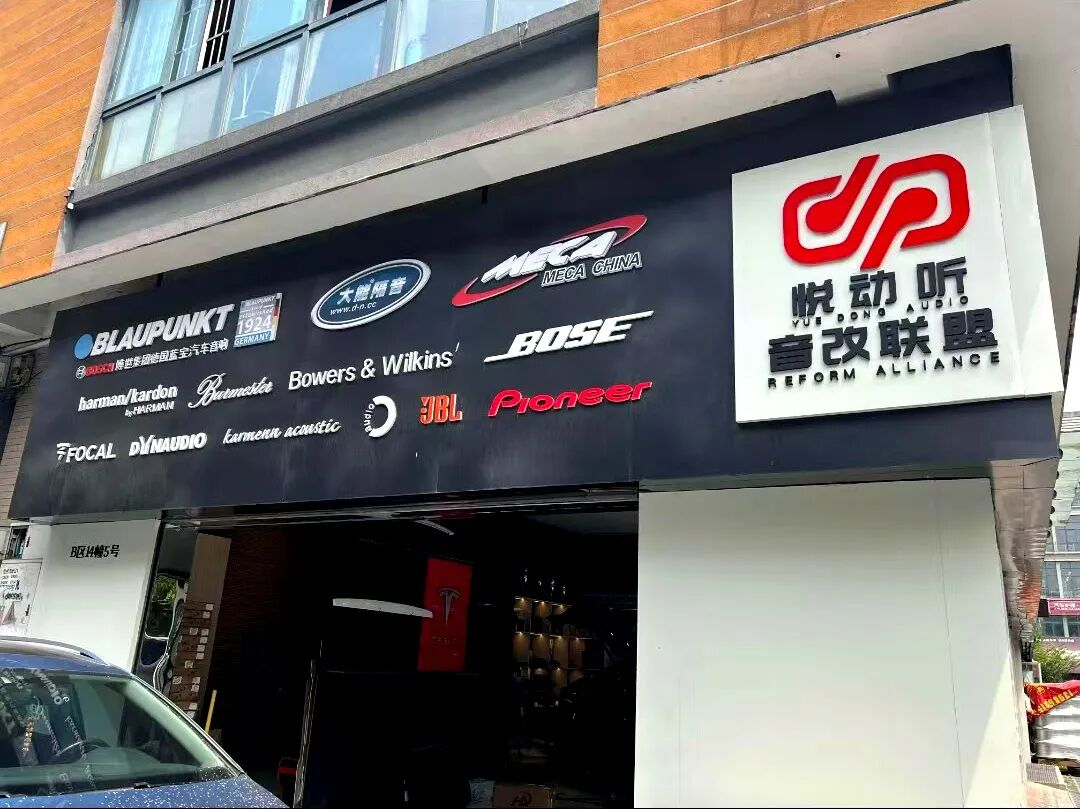 BLAUPUNKT
BLAUPUNKT
1924
GERMANY
BOSCH 博世集团德国蓝宝汽车音响
大能隔音
www.d-n.cc
MECA
MECA CHINA
harman/kardon
by HARMAN
Burmester
Bowers & Wilkins
BOSE
FOCAL
DYNAUDIO
karmenn acoustic
audio
JBL
Pioneer
dp
悦动听
YUE DONG AUDIO
音改联盟
REFORM ALLIANCE
B区14幢5号
TESLA